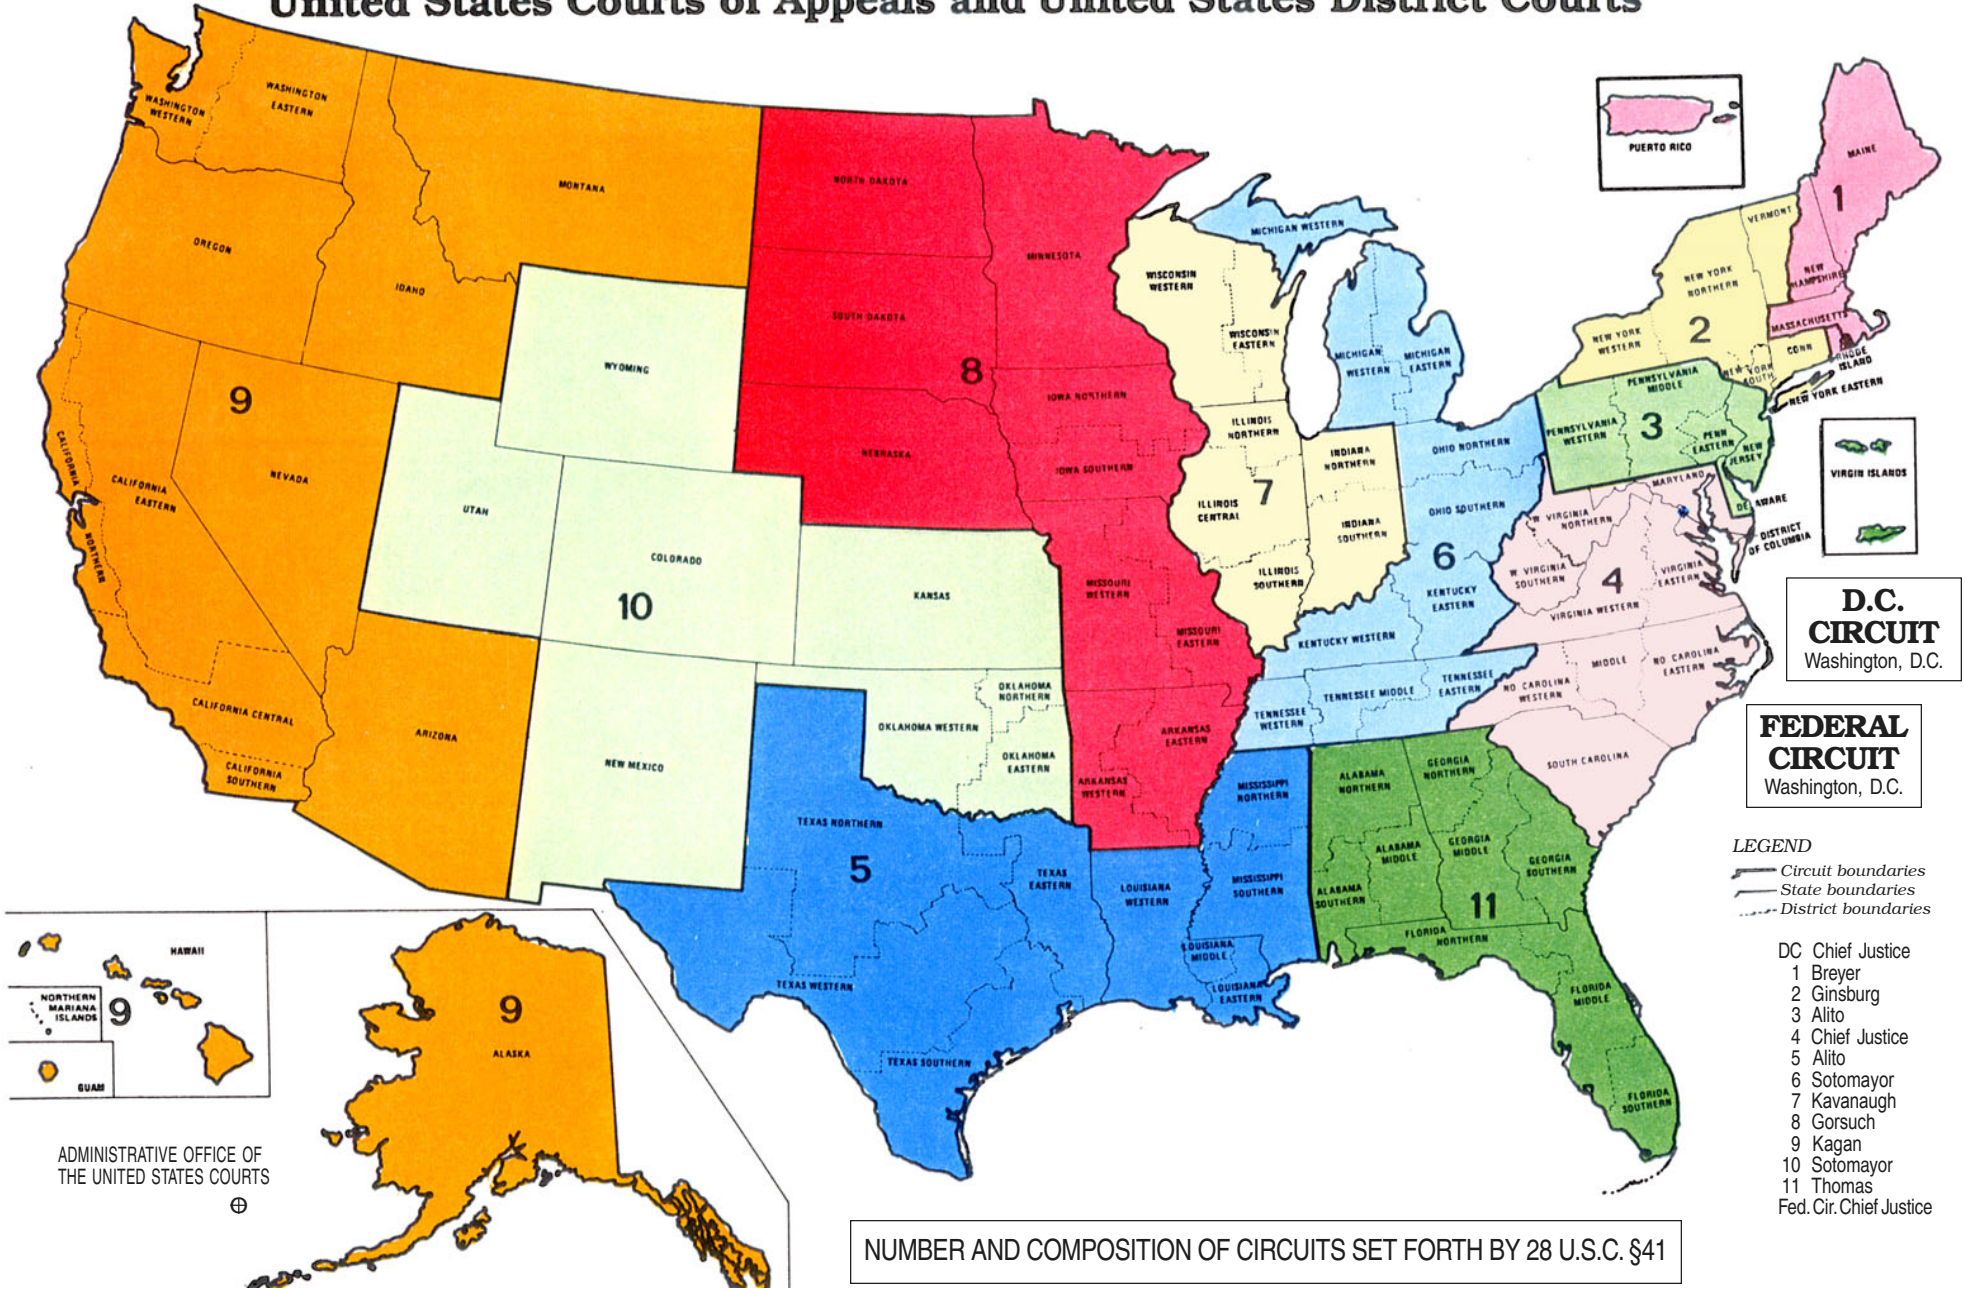 United States Courts of Appeals and United States District Courts
WASHINGTON
WESTERN
WASHINGTON
EASTERN
MONTANA
OREGON
IDAHO
9
CALIFORNIA
NORTHERN
CALIFORNIA
EASTERN
NEVADA
CALIFORNIA CENTRAL
CALIFORNIA
SOUTHERN
ARIZONA
WYOMING
UTAH
COLORADO
10
KANSAS
NEW MEXICO
OKLAHOMA WESTERN
OKLAHOMA
NORTHERN
OKLAHOMA
EASTERN
NORTH DAKOTA
SOUTH DAKOTA
NEBRASKA
MINNESOTA
8
IOWA NORTHERN
IOWA SOUTHERN
MISSOURI
WESTERN
MISSOURI
EASTERN
ARKANSAS
WESTERN
ARKANSAS
EASTERN
TEXAS NORTHERN
5
TEXAS
EASTERN
TEXAS WESTERN
TEXAS SOUTHERN
LOUISIANA
WESTERN
LOUISIANA
MIDDLE
LOUISIANA
EASTERN
MISSISSIPPI
NORTHERN
MISSISSIPPI
SOUTHERN
WISCONSIN
WESTERN
WISCONSIN
EASTERN
ILLINOIS
NORTHERN
ILLINOIS
CENTRAL
7
ILLINOIS
SOUTHERN
INDIANA
NORTHERN
INDIANA
SOUTHERN
MICHIGAN WESTERN
MICHIGAN
WESTERN
MICHIGAN
EASTERN
OHIO NORTHERN
OHIO SOUTHERN
6
KENTUCKY
EASTERN
KENTUCKY WESTERN
TENNESSEE
WESTERN
TENNESSEE MIDDLE
TENNESSEE
EASTERN
ALABAMA
NORTHERN
ALABAMA
MIDDLE
ALABAMA
SOUTHERN
GEORGIA
NORTHERN
GEORGIA
MIDDLE
GEORGIA
SOUTHERN
11
FLORIDA
NORTHERN
FLORIDA
MIDDLE
FLORIDA
SOUTHERN
W VIRGINIA
NORTHERN
W VIRGINIA
SOUTHERN
4
MARYLAND
VIRGINIA
EASTERN
VIRGINIA WESTERN
NO CAROLINA
WESTERN
MIDDLE
NO CAROLINA
EASTERN
SOUTH CAROLINA
PENNSYLVANIA
WESTERN
3
PENNSYLVANIA
MIDDLE
PENN
EASTERN
NEW
JERSEY
DELAWARE
DISTRICT
OF COLUMBIA
NEW YORK
WESTERN
NEW YORK
NORTHERN
2
NEW YORK
SOUTH
NEW YORK EASTERN
VERMONT
CONN
MAINE
1
NEW
HAMPSHIRE
MASSACHUSETTS
RHODE
ISLAND
PUERTO RICO
VIRGIN ISLANDS
D.C.
CIRCUIT
Washington, D.C.
FEDERAL
CIRCUIT
Washington, D.C.
LEGEND
Circuit boundaries
State boundaries
District boundaries
DC Chief Justice
1 Breyer
2 Ginsburg
3 Alito
4 Chief Justice
5 Alito
6 Sotomayor
7 Kavanaugh
8 Gorsuch
9 Kagan
10 Sotomayor
11 Thomas
Fed. Cir. Chief Justice
HAWAII
NORTHERN
MARIANA
ISLANDS
9
GUAM
9
ALASKA
ADMINISTRATIVE OFFICE OF
THE UNITED STATES COURTS
NUMBER AND COMPOSITION OF CIRCUITS SET FORTH BY 28 U.S.C. §41